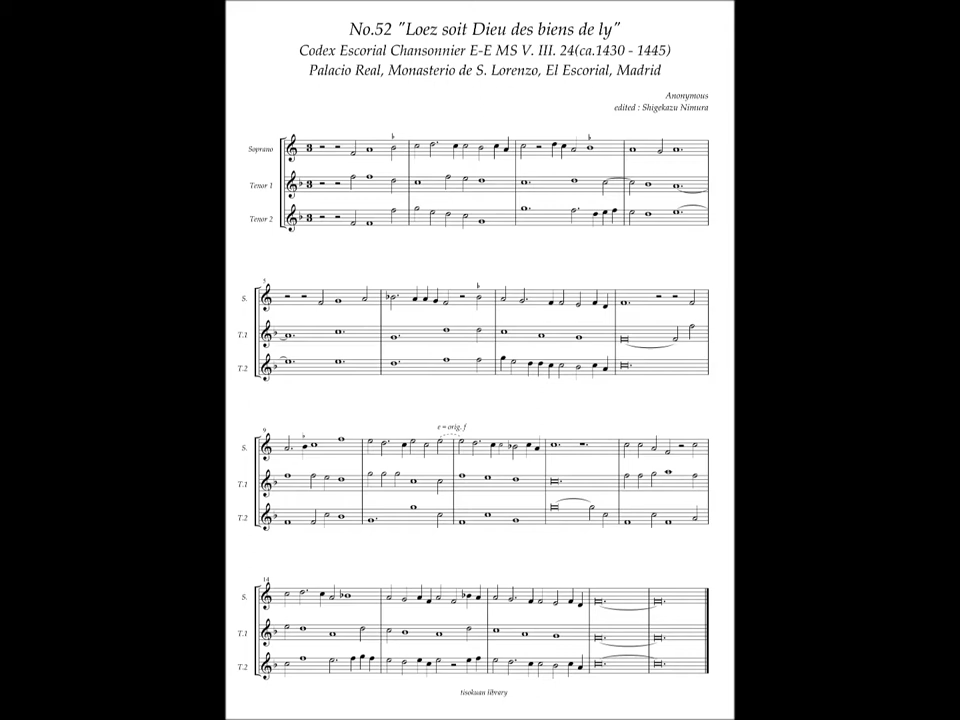 No.52 "Loez soit Dieu des biens de ly"
Codex Escorial Chansonnier E-E MS V. III. 24(ca.1430 - 1445)
Palacio Real, Monasterio de S. Lorenzo, El Escorial, Madrid
Anonymous
edited : Shigekazu Nimura
Soprano
Tenor 1
Tenor 2
5
S.
T.1
T.2
9
e = orig. f
S.
T.1
T.2
14
S.
T.1
T.2
tisokuan library